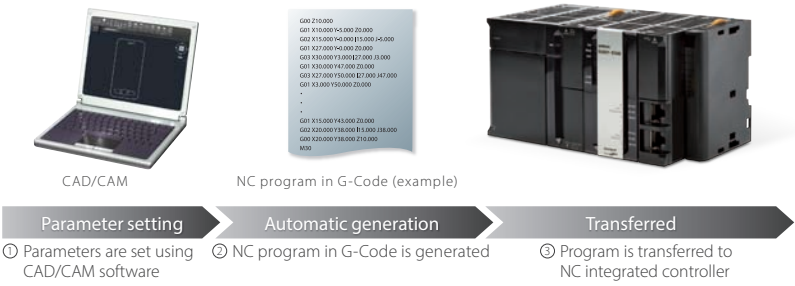 G00 Z10.000
G01 X10.000 Y-5.000 Z0.000
G02 X15.000 Y-0.000 I15.000 J-5.000
G01 X27.000 Y-0.000 Z0.000
G03 X30.000 Y3.000 I27.000 J3.000
G01 X30.000 Y47.000 Z0.000
G03 X27.000 Y50.000 I27.000 J47.000
G01 X3.000 Y50.000 Z0.000
•
•
•
G01 X15.000 Y43.000 Z0.000
G02 X20.000 Y38.000 I15.000 J38.000
G00 X20.000 Y38.000 Z10.000
M30
CAD/CAM
NC program in G-Code (example)
Parameter setting
Automatic generation
Transferred
① Parameters are set using
CAD/CAM software
② NC program in G-Code is generated
③ Program is transferred to
NC integrated controller